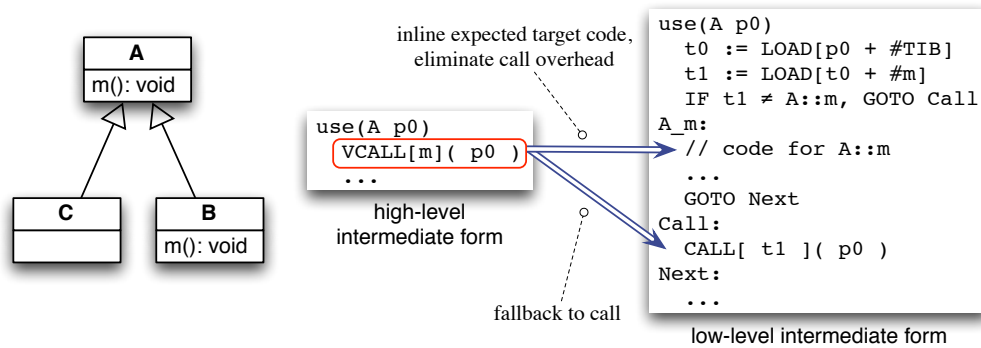 A
m(): void
C
B
m(): void
inline expected target code,
eliminate call overhead
use(A p0)
VCALL[m]( p0 )
...
high-level
intermediate form
fallback to call
use(A p0)
t0 := LOAD[p0 + #TIB]
t1 := LOAD[t0 + #m]
IF t1 ≠ A::m, GOTO Call
A_m:
// code for A::m
...
GOTO Next
Call:
CALL[ t1 ]( p0 )
Next:
...
low-level intermediate form